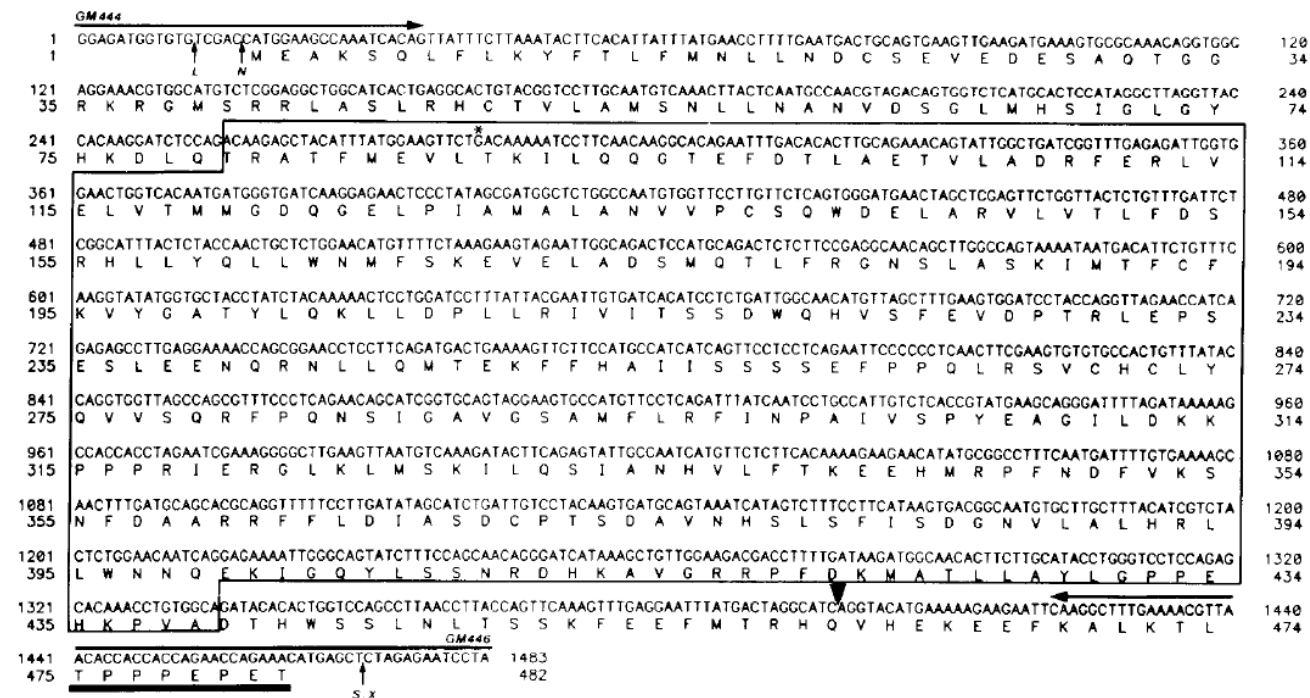 GM444
1 GGAGATGGTGTGTCGACCATGGAAGCCAAATCACAGTTATTTCTTAAATACTTCACATTATTTATGAACCTTTTGAATGACTGCAGTGAAGTTGAAGATGAAAGTGCGCAAACAGGTGGG 120
1 M E A K S Q L F L K Y F T L F M N L L N D C S E V E D E S A Q T G G 34
L N
121 AGGAAACGTGGCATGTCTCGGAGGCTGGCATCACTGAGGCACTGTACGGTCCTTGCAATGTCAAACTTACTCAATGCCAACGTAGACAGTGGTCTCATGCACTCCATAGGCTTAGGTTAC 240
35 R K R G M S R R L A S L R H C T V L A M S N L L N A N V D S G L M H S I G L G Y 74
*
241 CACAAGGATCTCCAGACAAGAGCTACATTTATGGAAGTTCTGACAAAAATCCTTCAACAAGGCACAGAATTTGACACACTTGCAGAAACAGTATTGGCTGATCGGTTTGAGAGATTGGTG 360
75 H K D L Q T R A T F M E V L T K I L Q Q G T E F D T L A E T V L A D R F E R L V 114
361 GAACTGGTCACAATGATGGGTGATCAAGGAGAACTCCCTATAGCGATGGCTCTGGCCAATGTGGTTCCTTGTTCTCAGTGGGATGAACTAGCTCGAGTTCTGGTTACTCTGTTTGATTCT 480
115 E L V T M M G D Q G E L P I A M A L A N V V P C S Q W D E L A R V L V T L F D S 154
481 CGGCATTTACTCTACCAACTGCTCTGGAACATGTTTTCTAAAGAAGTAGAATTGGCAGACTCCATGCAGACTCTCTTCCGAGGCAACAGCTTGGCCAGTAAAATAATGACATTCTGTTTC 600
155 R H L L Y Q L L W N M F S K E V E L A D S M Q T L F R G N S L A S K I M T F C F 194
601 AAGGTATATGGTGCTACCTATCTACAAAAACTCCTGGATCCTTTATTACGAATTGTGATCACATCCTCTGATTGGCAACATGTTAGCTTTGAAGTGGATCCTACCAGGTTAGAACCATCA 720
195 K V Y G A T Y L Q K L L D P L L R I V I T S S D W Q H V S F E V D P T R L E P S 234
721 GAGAGCCTTGAGGAAAACCAGCGGAACCTCCTTCAGATGACTGAAAAGTTCTTCCATGCCATCATCAGTTCCTCCTCAGAATTCCCCCCTCAACTTCGAAGTGTGTGCCACTGTTTATAC 840
235 E S L E E N Q R N L L Q M T E K F F H A I I S S S S E F P P Q L R S V C H C L Y 274
841 CAGGTGGTTAGCCAGCGTTTCCCTCAGAACAGCATCGGTGCAGTAGGAAGTGCCATGTTCCTCAGATTTATCAATCCTGCCATTGTCTCACCGTATGAAGCAGGGATTTTAGATAAAAAG 960
275 Q V V S Q R F P Q N S I G A V G S A M F L R F I N P A I V S P Y E A G I L D K K 314
961 CCACCACCTAGAATCGAAAGGGGCTTGAAGTTAATGTCAAAGATACTTCAGAGTATTGCCAATCATGTTCTCTTCACAAAAGAAGAACATATGCGGCCTTTCAATGATTTTGTGAAAAGC 1080
315 P P P R I E R G L K L M S K I L Q S I A N H V L F T K E E H M R P F N D F V K S 354
1081 AACTTTGATGCAGCACGCAGGTTTTTCCTTGATATAGCATCTGATTGTCCTACAAGTGATGCAGTAAATCATAGTCTTTCCTTCATAAGTGACGGCAATGTGCTTGCTTTACATCGTCTA 1200
355 N F D A A R R F F L D I A S D C P T S D A V N H S L S F I S D G N V L A L H R L 394
1201 CTCTGGAACAATCAGGAGAAAATTGGGCAGTATCTTTCCAGCAACAGGGATCATAAAGCTGTTGGAAGACGACCTTTTGATAAGATGGCAACACTTCTTGCATACCTGGGTCCTCCAGAG 1320
395 L W N N Q E K I G Q Y L S S N R D H K A V G R R P F D K M A T L L A Y L G P P E 434
1321 CACAAACCTGTGGCAGATACACACTGGTCCAGCCTTAACCTTACCAGTTCAAAGTTTGAGGAATTTATGACTAGGCATCAGGTACATGAAAAAGAAGAATTCAAGGCTTTGAAAACGTTA 1440
435 H K P V A D T H W S S L N L T S S K F E E F M T R H Q V H E K E E F K A L K T L 474
GM446
1441 ACACCACCACCAGAACCAGAAACATGAGCTCTAGAGAATCCTA 1483
475 T P P P E P E T 482
S,X